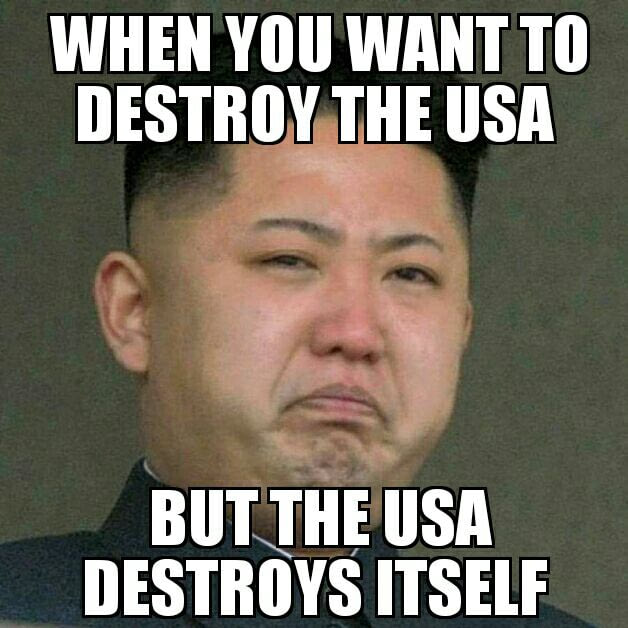 WHEN YOU WANT TO
DESTROY THE USA
BUT THE USA
DESTROYS ITSELF